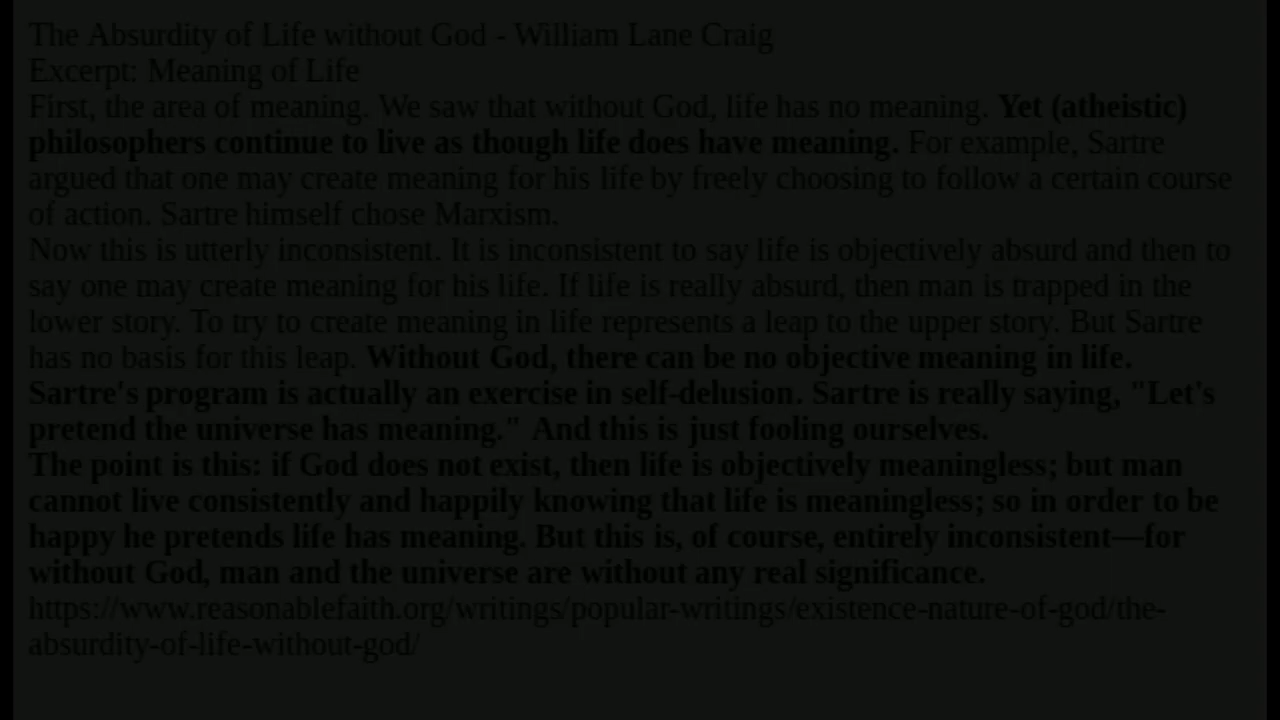 The Absurdity of Life without God - William Lane Craig
Excerpt: Meaning of Life
First, the area of meaning. We saw that without God, life has no meaning. Yet (atheistic)
philosophers continue to live as though life does have meaning. For example, Sartre
argued that one may create meaning for his life by freely choosing to follow a certain course
of action. Sartre himself chose Marxism.
Now this is utterly inconsistent. It is inconsistent to say life is objectively absurd and then to
say one may create meaning for his life. If life is really absurd, then man is trapped in the
lower story. To try to create meaning in life represents a leap to the upper story. But Sartre
has no basis for this leap. Without God, there can be no objective meaning in life.
Sartre's program is actually an exercise in self-delusion. Sartre is really saying, "Let's
pretend the universe has meaning." And this is just fooling ourselves.
The point is this: if God does not exist, then life is objectively meaningless; but man
cannot live consistently and happily knowing that life is meaningless; so in order to be
happy he pretends life has meaning. But this is, of course, entirely inconsistent—for
without God, man and the universe are without any real significance.
https://www.reasonablefaith.org/writings/popular-writings/existence-nature-of-god/the-
absurdity-of-life-without-god/